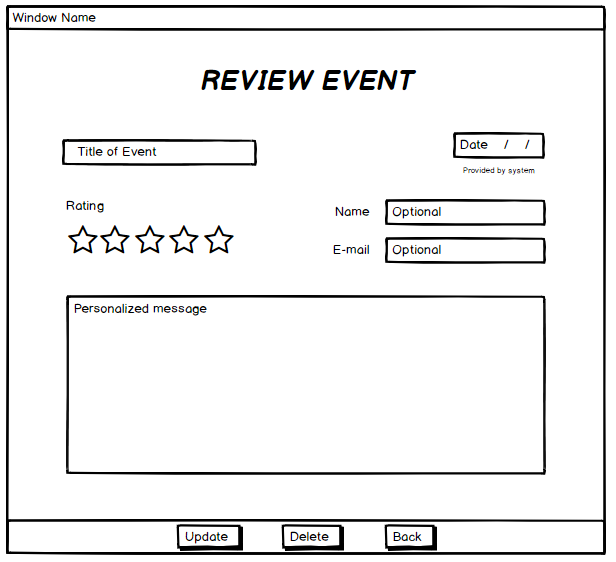 Window Name
REVIEW EVENT
Title of Event
Date / /
Provided by system
Rating
Name Optional
E-mail Optional
Personalized message
Update Delete Back